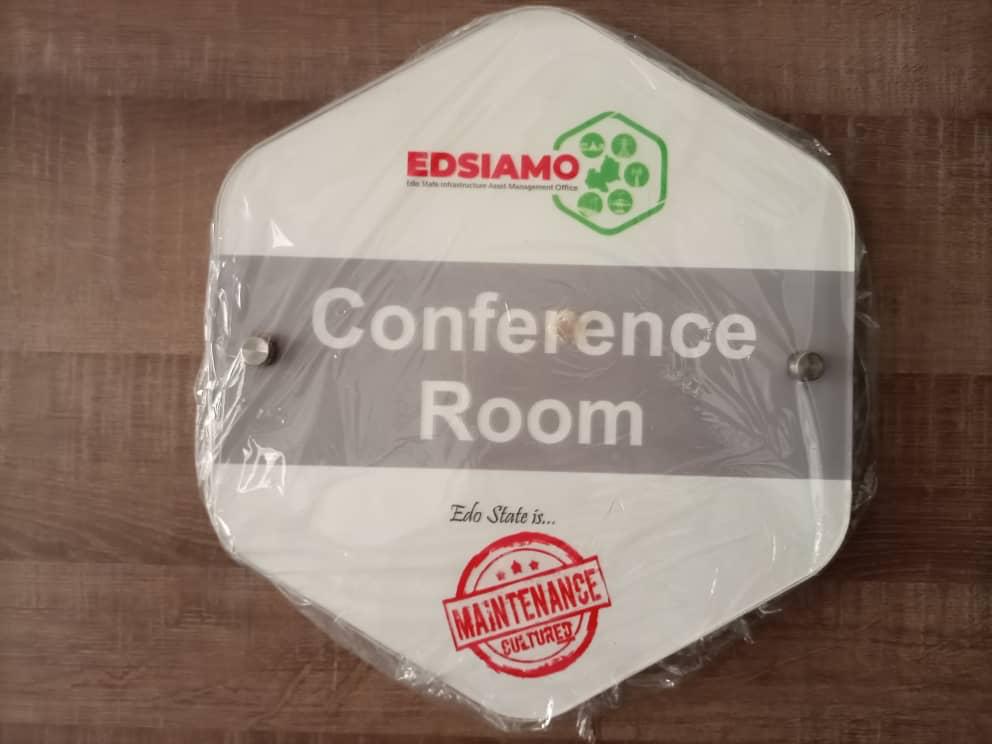 EDSIAMO
Edo State Infrastructure Asset Management Office
Conference
Room
Edo State is...
MAINTENANCE
CULTURED